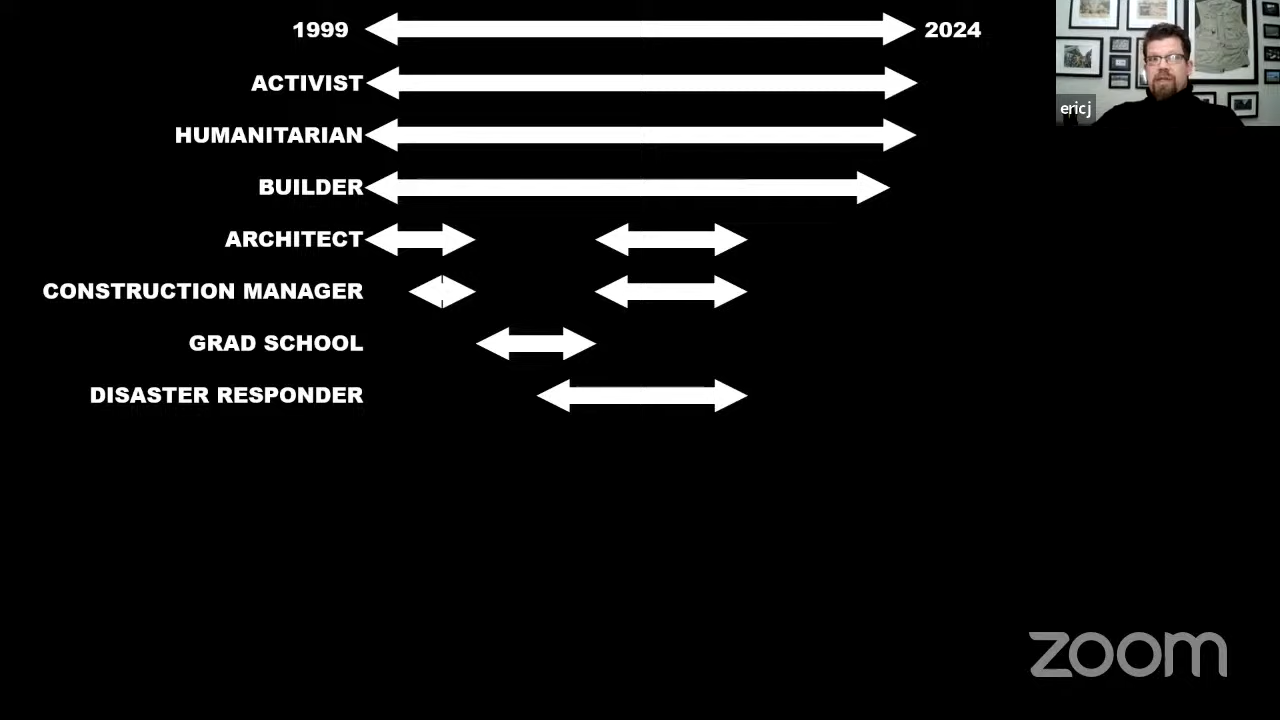 1999 2024
ACTIVIST
HUMANITARIAN
BUILDER
ARCHITECT
CONSTRUCTION MANAGER
GRAD SCHOOL
DISASTER RESPONDER
ericj
zoom